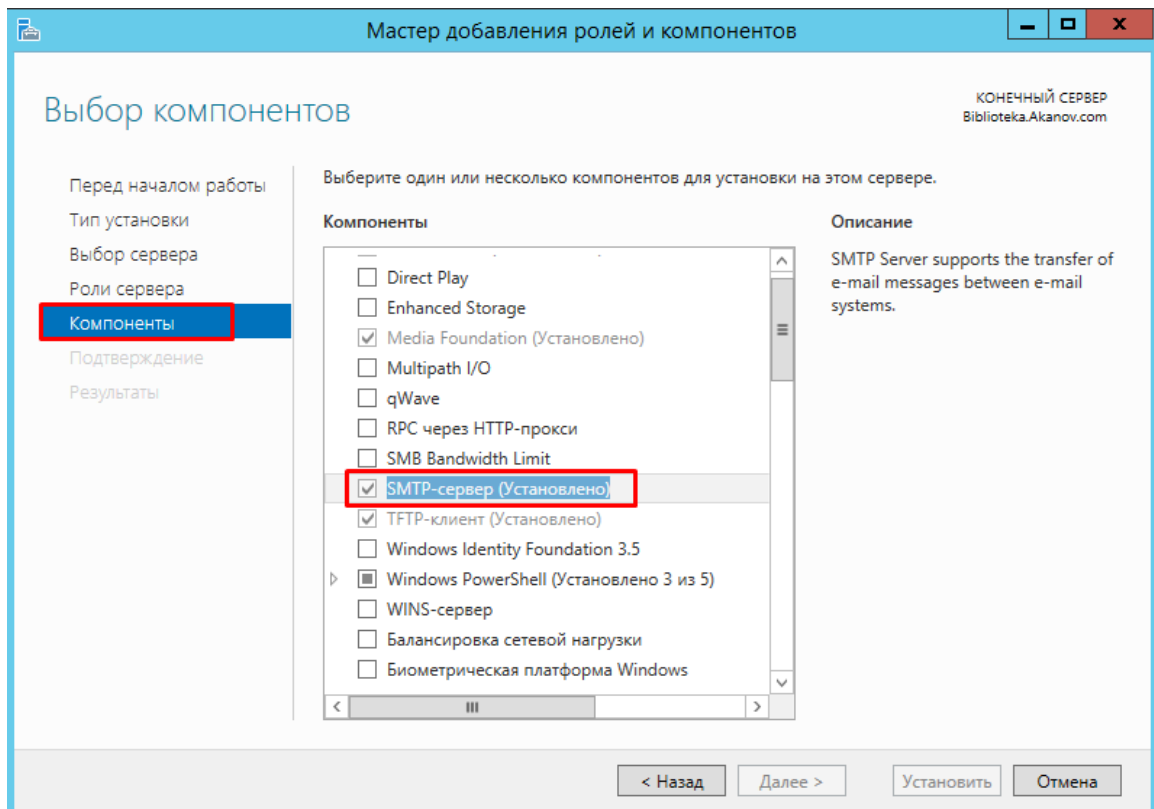 Мастер добавления ролей и компонентов
Выбор компонентов
КОНЕЧНЫЙ СЕРВЕР
Biblioteka.Akanov.com
Перед началом работы
Тип установки
Выбор сервера
Роли сервера
Компоненты
Подтверждение
Результаты
Выберите один или несколько компонентов для установки на этом сервере.
Компоненты
Direct Play
Enhanced Storage
Media Foundation (Установлено)
Multipath I/O
qWave
RPC через HTTP-прокси
SMB Bandwidth Limit
SMTP-сервер (Установлено)
TFTP-клиент (Установлено)
Windows Identity Foundation 3.5
Windows PowerShell (Установлено 3 из 5)
WINS-сервер
Балансировка сетевой нагрузки
Биометрическая платформа Windows
Описание
SMTP Server supports the transfer of
e-mail messages between e-mail
systems.
< Назад
Далее >
Установить
Отмена